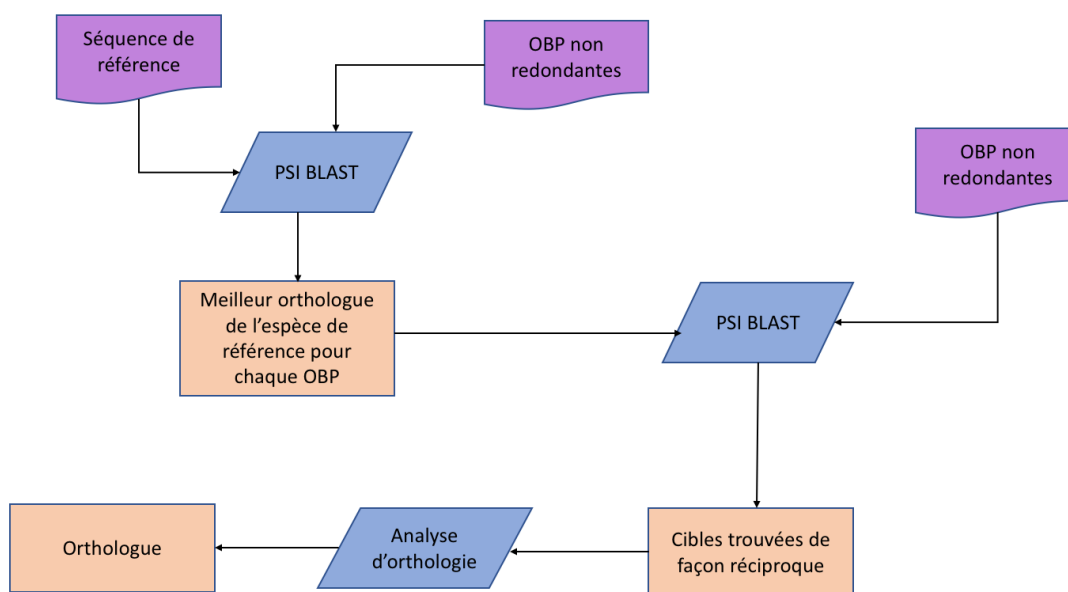 Séquence de
référence
OBP non
redondantes
PSI BLAST
OBP non
redondantes
Meilleur orthologue
de l'espèce de
référence pour
chaque OBP
PSI BLAST
Cibles trouvées de
façon réciproque
Analyse
d'orthologie
Orthologue